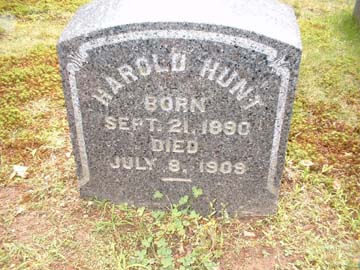 HAROLD HUNT
BORN
SEPT. 21, 1890
DIED
JULY 8, 1909